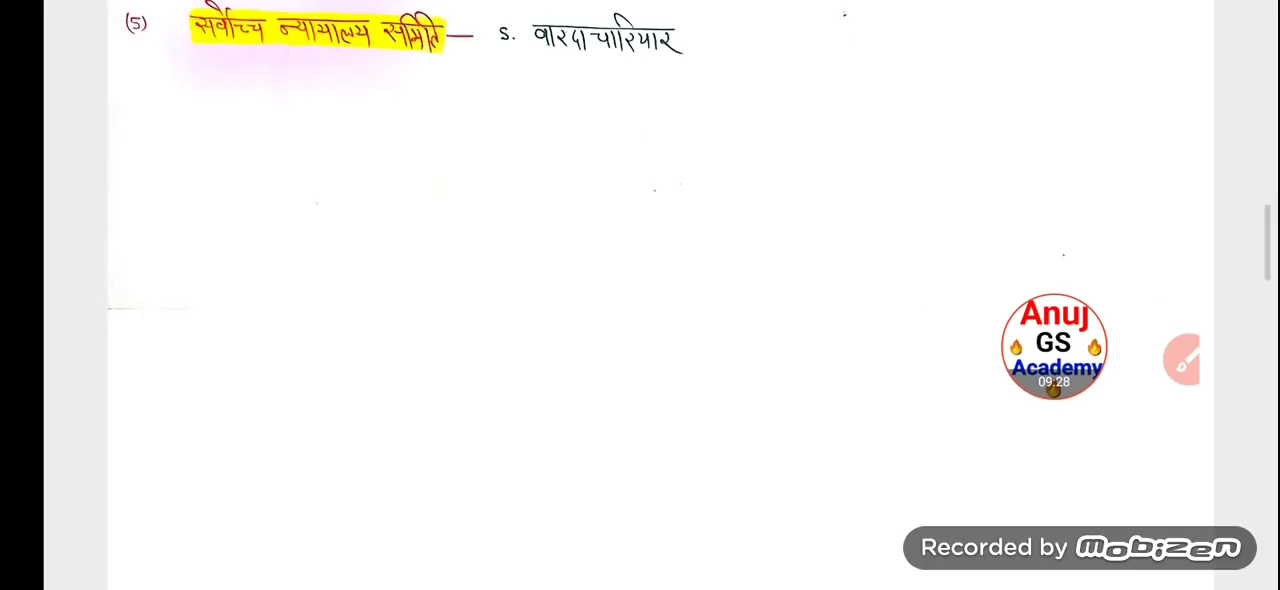 (5) सर्वोच्च न्यायालय समिति — S. वारदाचारियार
Anuj
GS
Academy
09:28
Recorded by MOBIZEN